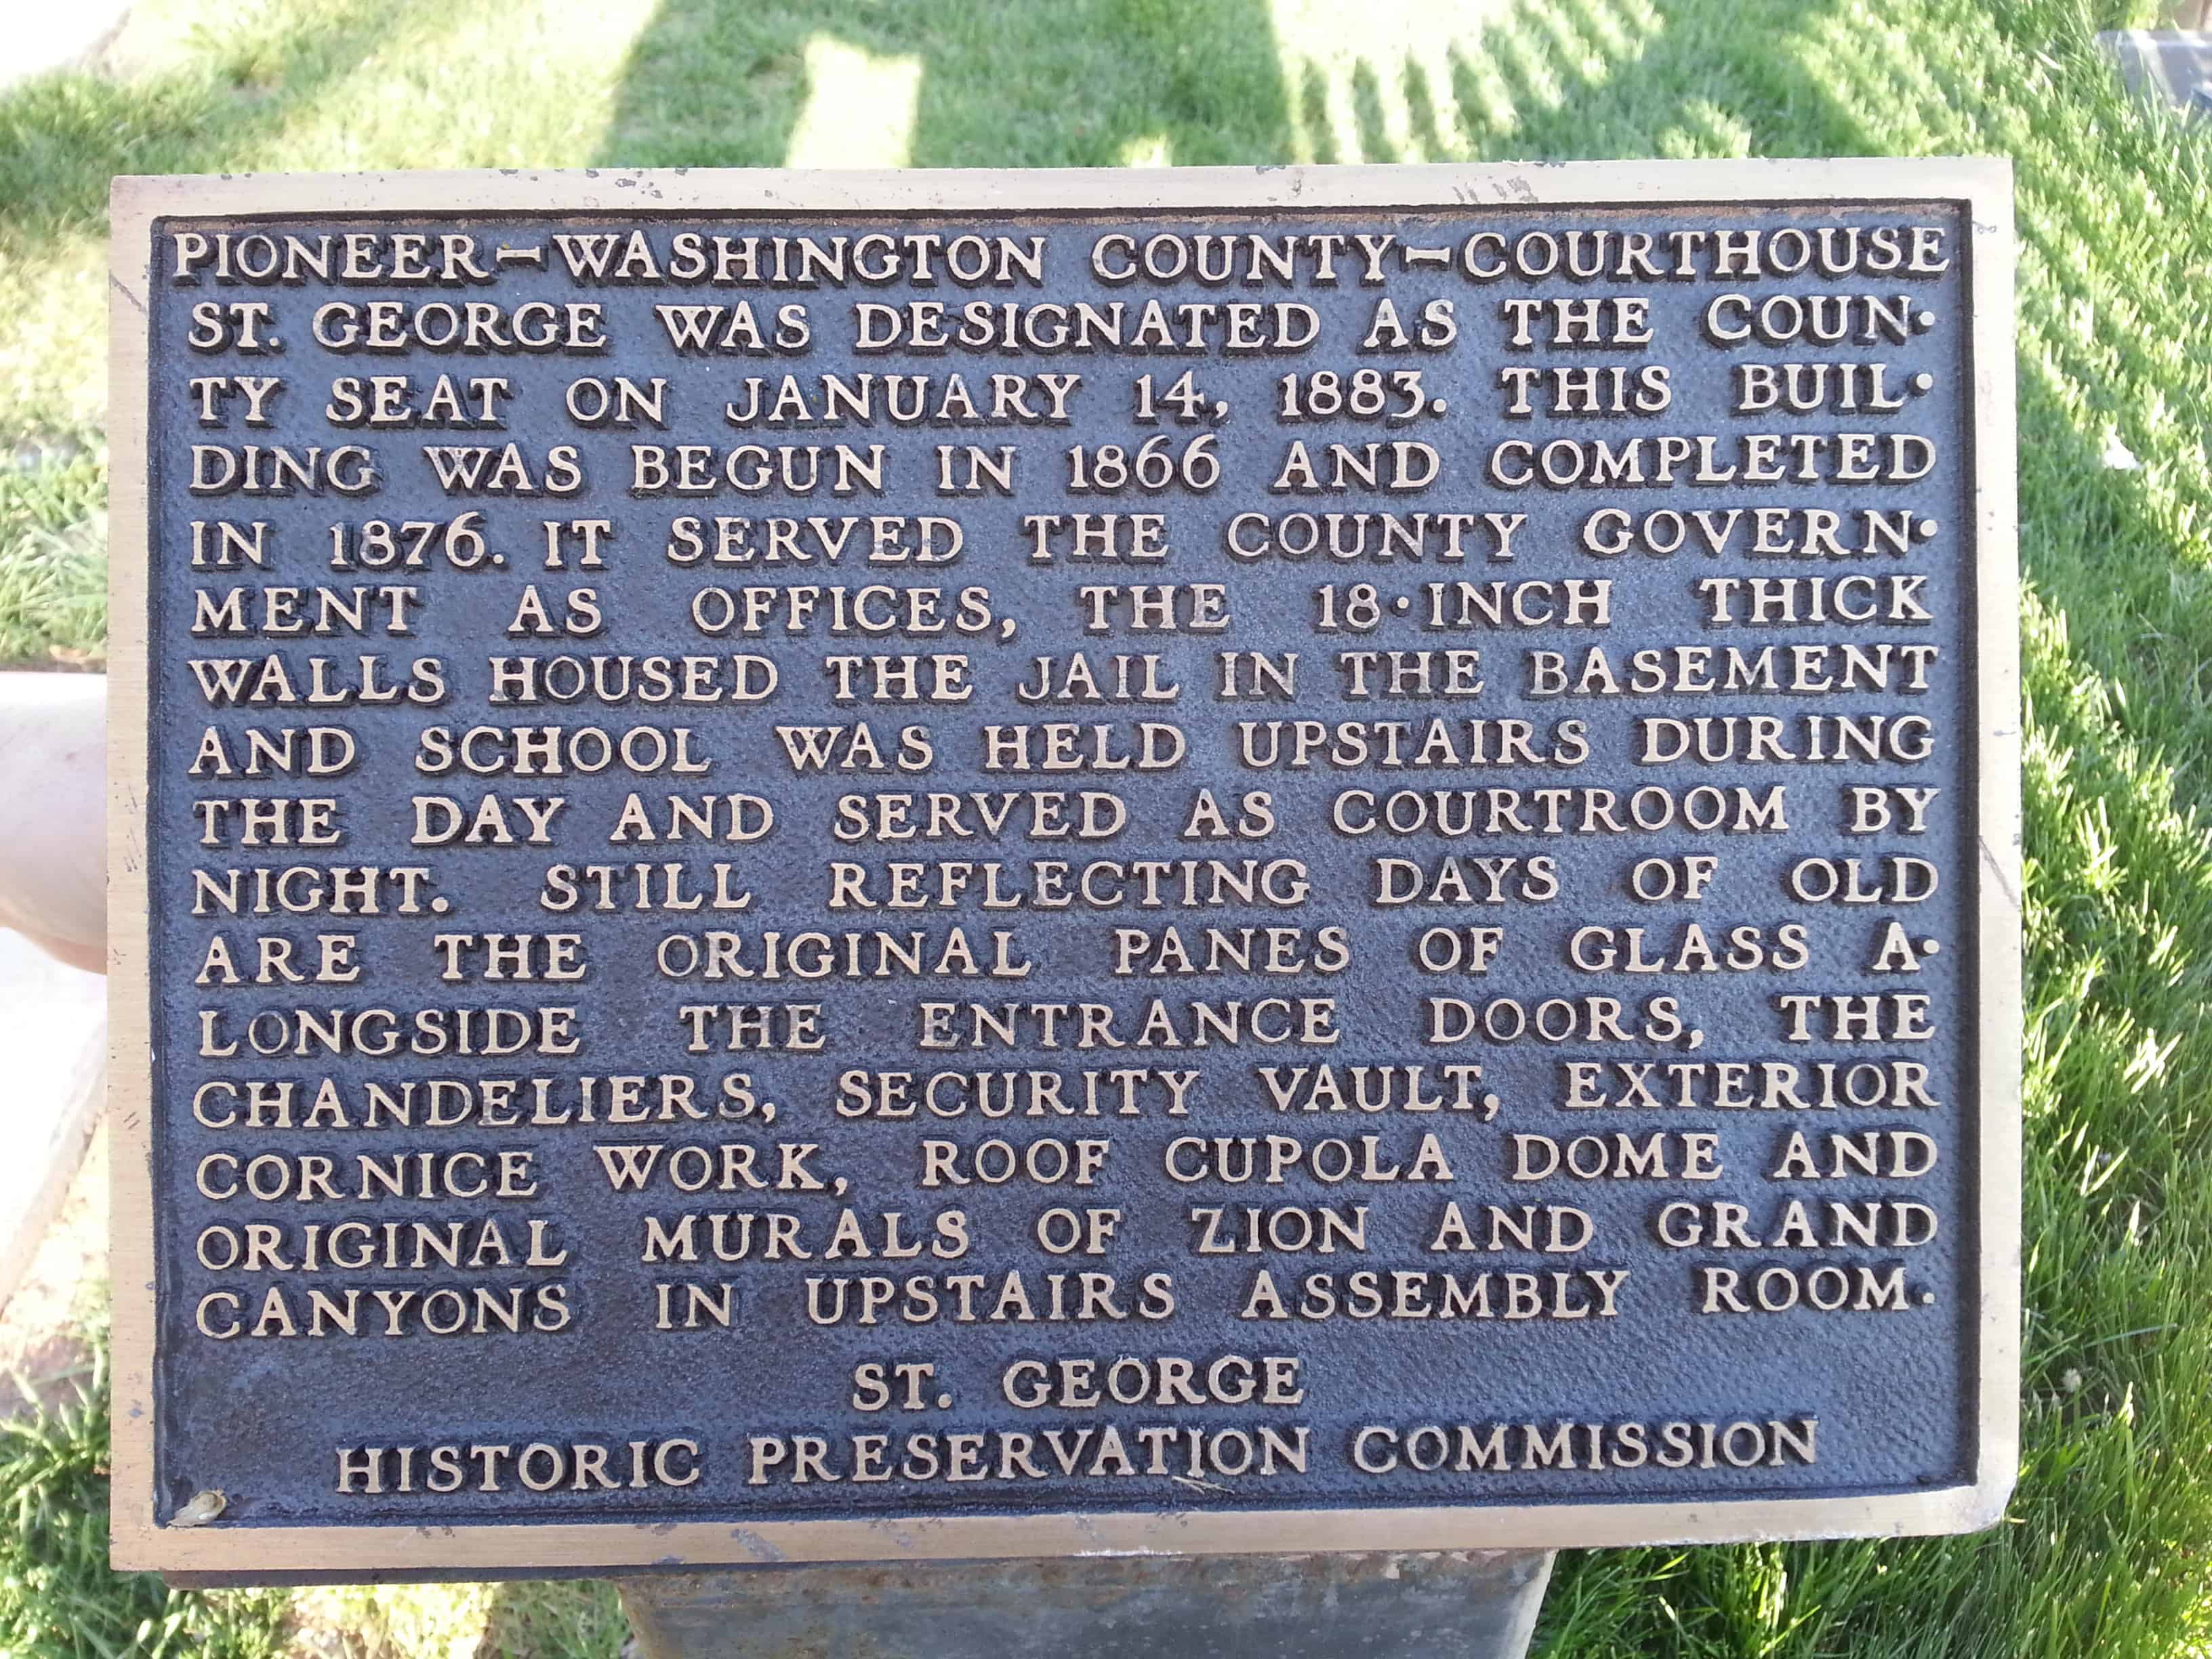 PIONEER-WASHINGTON COUNTY-COURTHOUSE
ST. GEORGE WAS DESIGNATED AS THE COUN-
TY SEAT ON JANUARY 14, 1883. THIS BUIL-
DING WAS BEGUN IN 1866 AND COMPLETED
IN 1876. IT SERVED THE COUNTY GOVERN-
MENT AS OFFICES, THE 18-INCH THICK
WALLS HOUSED THE JAIL IN THE BASEMENT
AND SCHOOL WAS HELD UPSTAIRS DURING
THE DAY AND SERVED AS COURTROOM BY
NIGHT. STILL REFLECTING DAYS OF OLD
ARE THE ORIGINAL PANES OF GLASS A-
LONGSIDE THE ENTRANCE DOORS, THE
CHANDELIERS, SECURITY VAULT, EXTERIOR
CORNICE WORK, ROOF CUPOLA DOME AND
ORIGINAL MURALS OF ZION AND GRAND
CANYONS IN UPSTAIRS ASSEMBLY ROOM.
ST. GEORGE
HISTORIC PRESERVATION COMMISSION